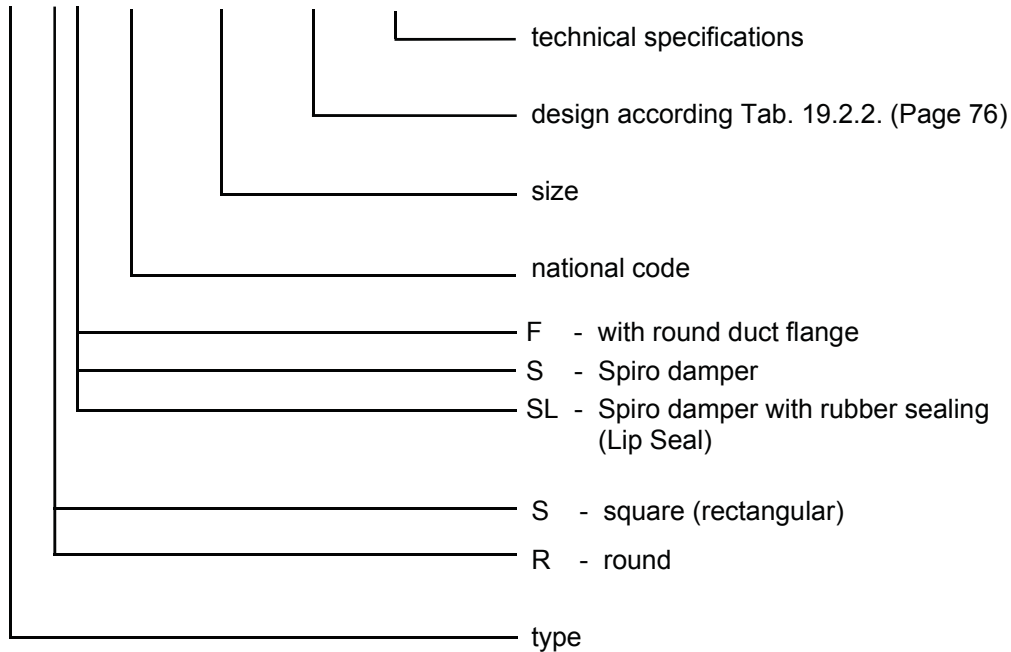 technical specifications
design according Tab. 19.2.2. (Page 76)
size
national code
F - with round duct flange
S - Spiro damper
SL - Spiro damper with rubber sealing
(Lip Seal)
S - square (rectangular)
R - round
type